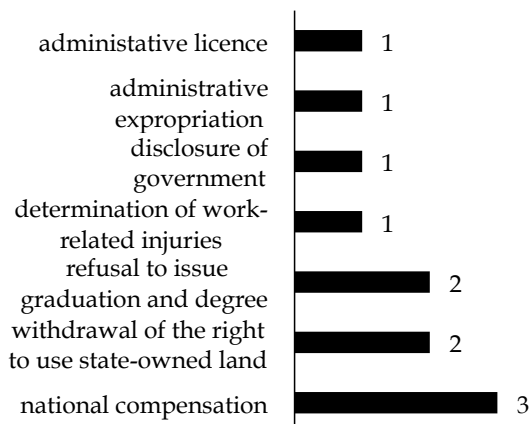 administative licence 1
administrative
expropriation 1
disclosure of
government 1
determination of work-
related injuries 1
refusal to issue
graduation and degree 2
withdrawal of the right
to use state-owned land 2
national compensation 3